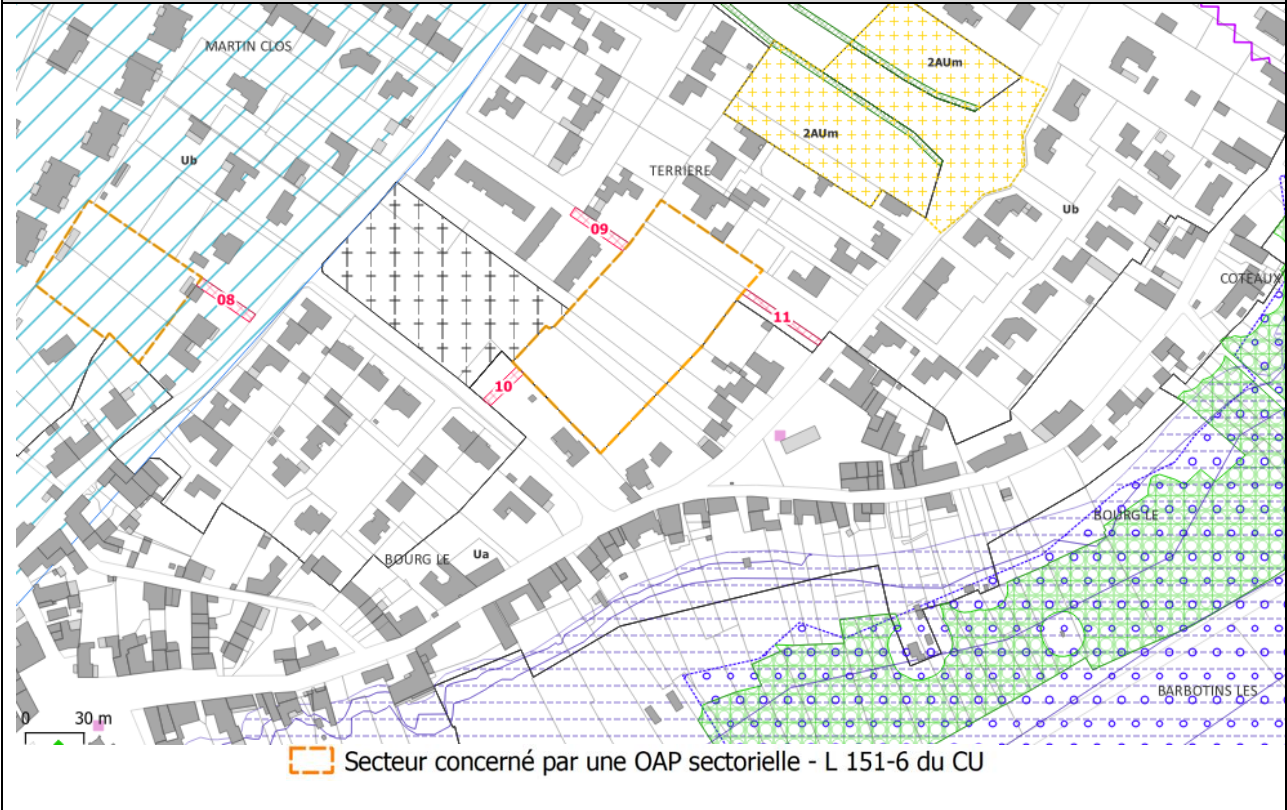 MARTIN CLOS
2AUm
2AUm
Ub
TERRIERE
Ub
09
COTEAUX
08
11
10
BOURG LE
BOURG LE
Ua
BARBOTINS LES
0 30 m
Secteur concerné par une OAP sectorielle - L 151-6 du CU